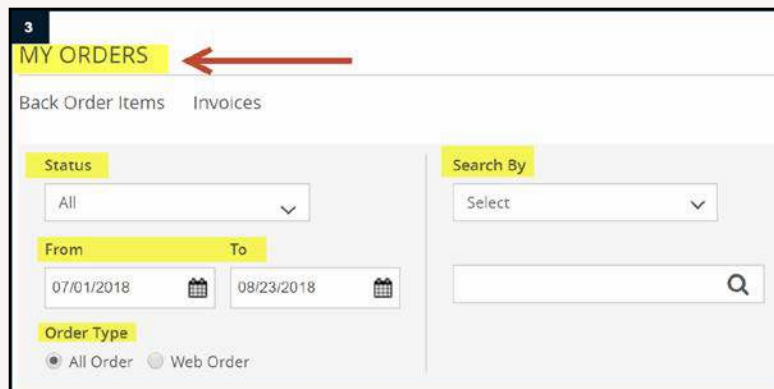 3
MY ORDERS
Back Order Items Invoices
Status
All
From To
07/01/2018 08/23/2018
Order Type
All Order Web Order
Search By
Select